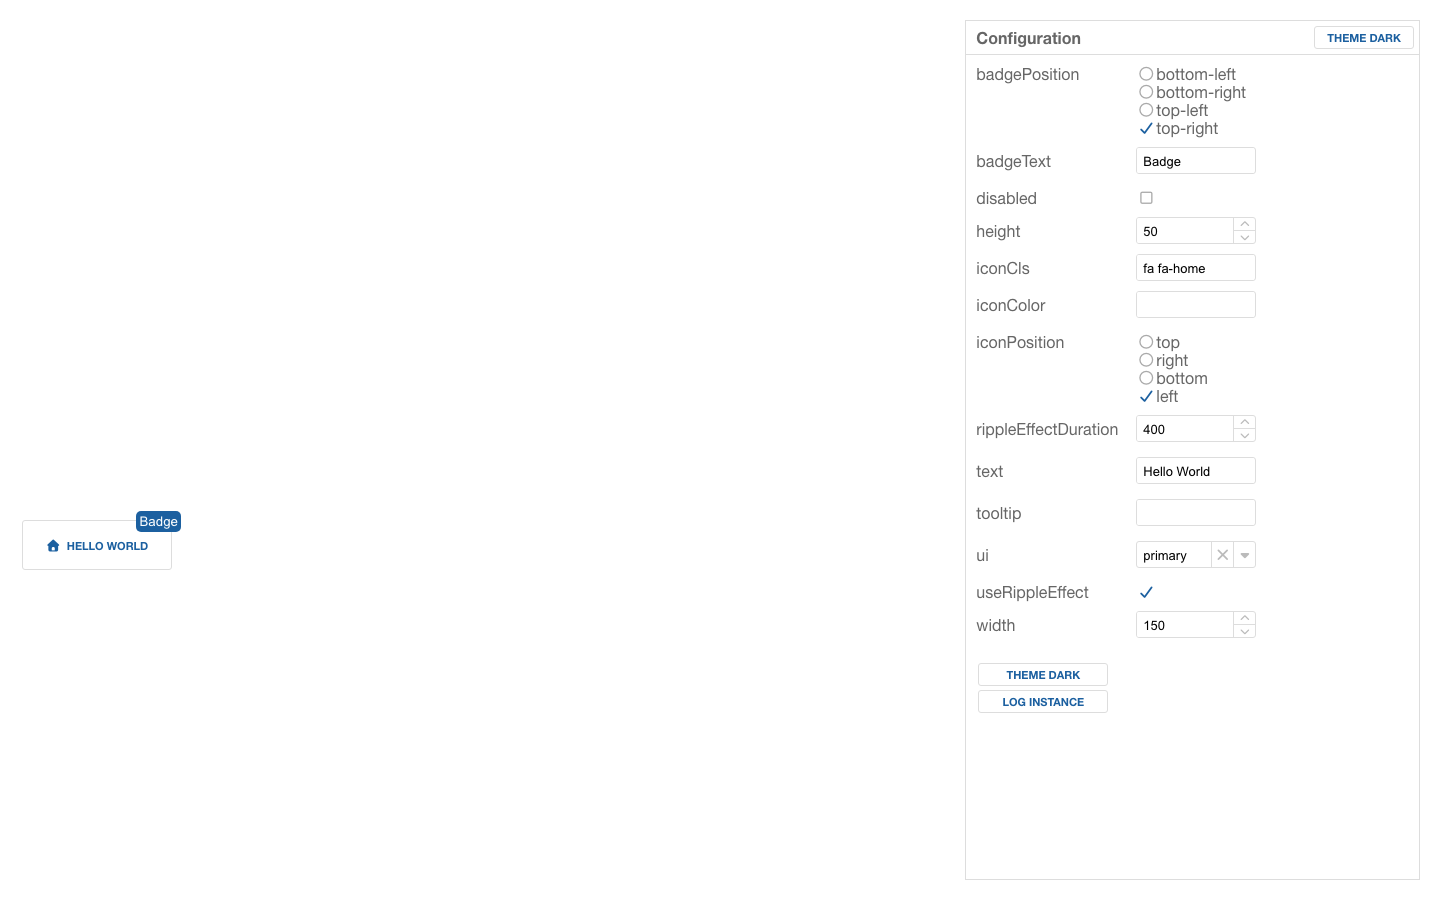 Configuration
THEME DARK
badgePosition
bottom-left
bottom-right
top-left
top-right
badgeText
Badge
disabled
height
50
iconCls
fa fa-home
iconColor
iconPosition
top
right
bottom
left
rippleEffectDuration
400
text
Hello World
tooltip
ui
primary
useRippleEffect
width
150
THEME DARK
LOG INSTANCE
Badge
HELLO WORLD